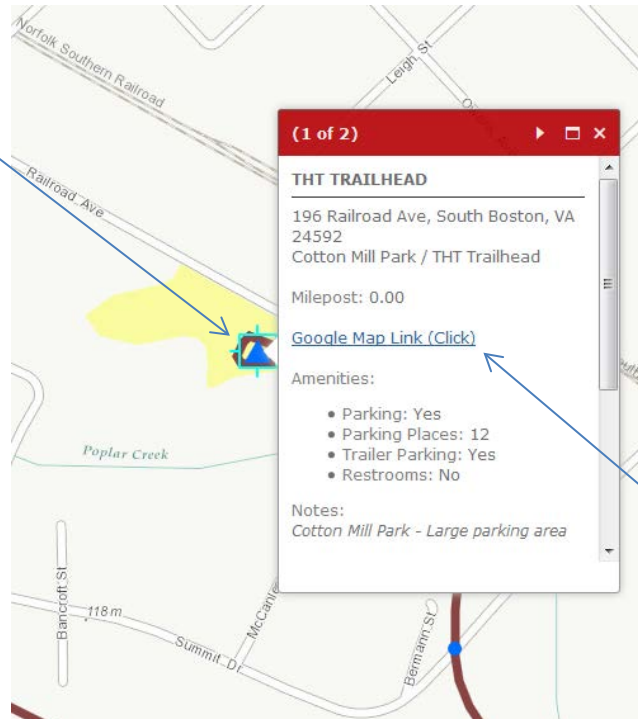 Norfolk Southern Railroad
Leigh St
Railroad Ave
(1 of 2)
THT TRAILHEAD
196 Railroad Ave, South Boston, VA
24592
Cotton Mill Park / THT Trailhead
Milepost: 0.00
Google Map Link (Click)
Amenities:
• Parking: Yes
• Parking Places: 12
• Trailer Parking: Yes
• Restrooms: No
Notes:
Cotton Mill Park - Large parking area
Poplar Creek
Bancroft St
118 m
Summit Dr
Bermann St